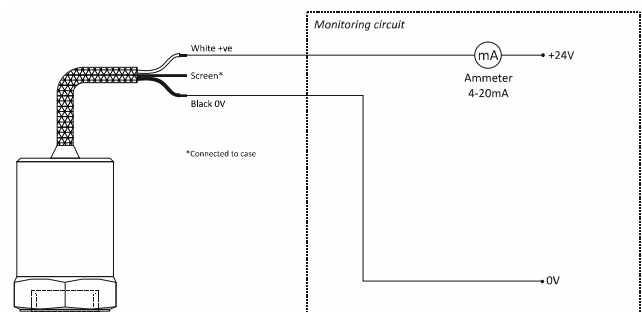 Monitoring circuit
White +ve
mA
+24V
Screen*
Ammeter
4-20mA
Black 0V
*Connected to case
0V